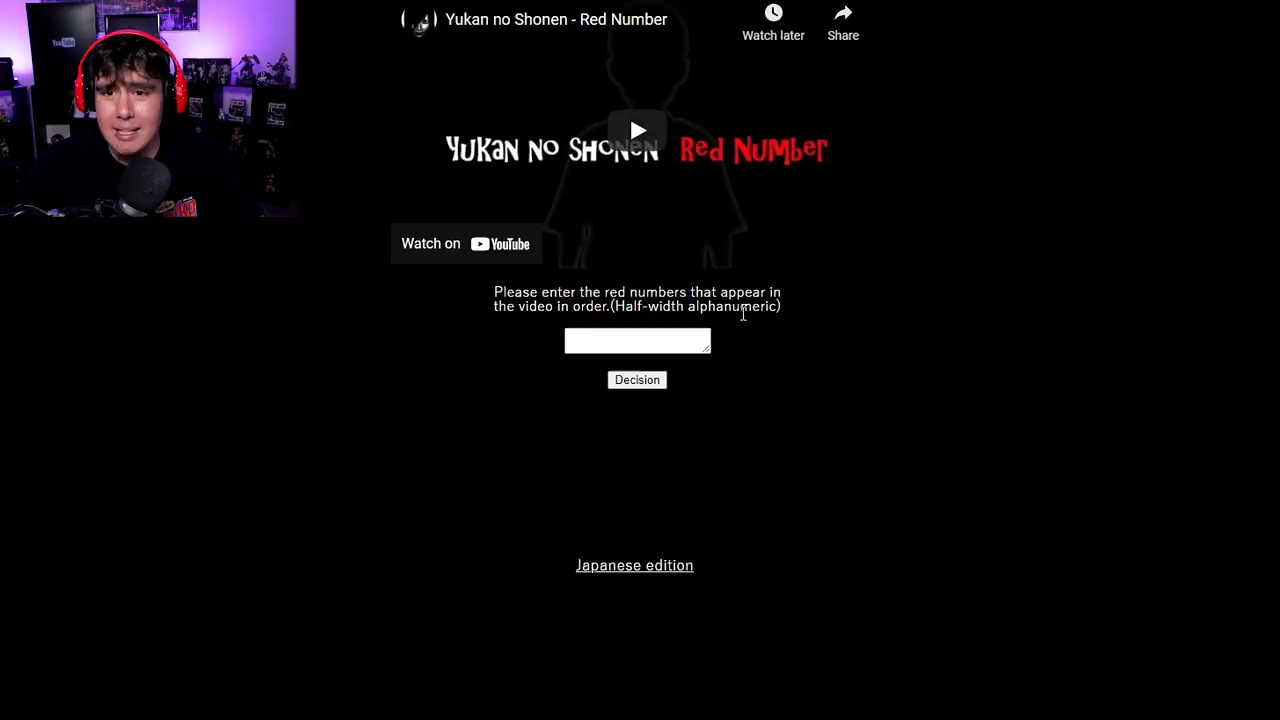 YouTube
Yukan no Shonen - Red Number
Watch later
Share
Yukan No Shonen Red Number
Watch on YouTube
Please enter the red numbers that appear in
the video in order.(Half-width alphanumeric)
Decision
Japanese edition